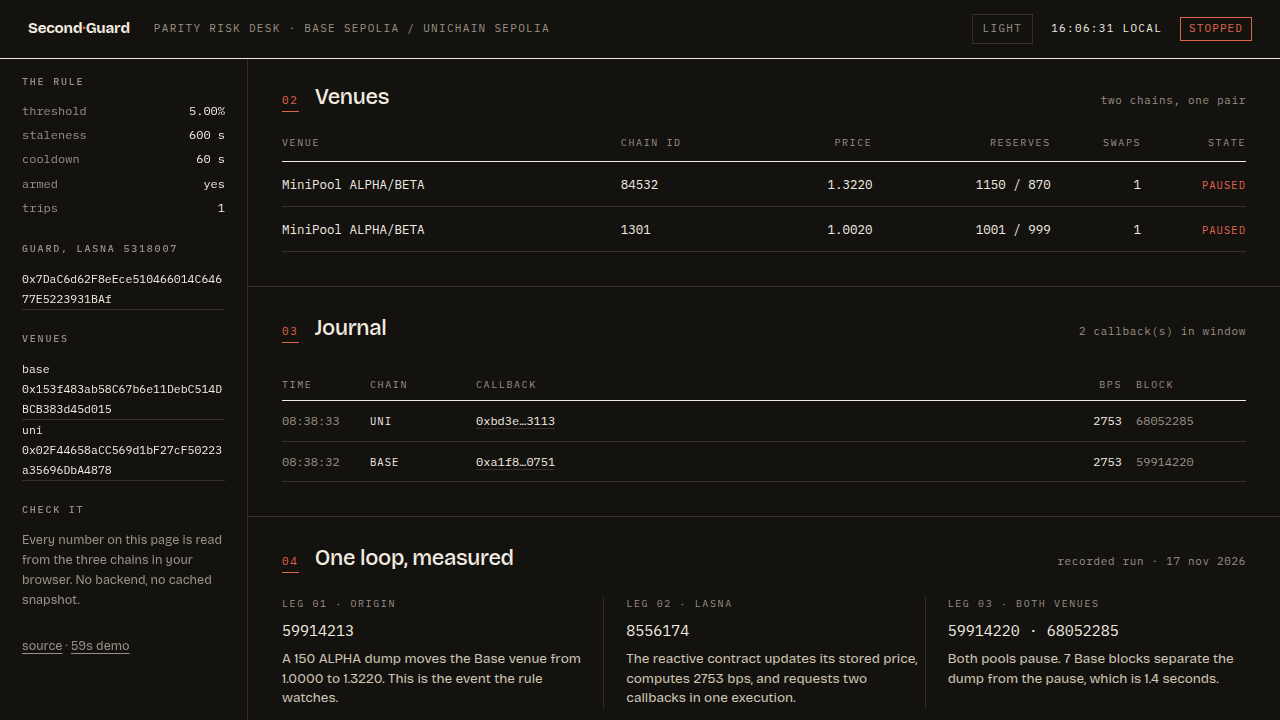 Second·Guard PARITY RISK DESK · BASE SEPOLIA / UNICHAIN SEPOLIA LIGHT 16:06:31 LOCAL STOPPED
THE RULE
threshold 5.00%
staleness 600 s
cooldown 60 s
armed yes
trips 1
GUARD, LASNA 5318007
0x7DaC6d62F8eEce510466014C646
77E5223931BAf
VENUES
base
0x153f483ab58C67b6e11DebC514D
BCB383d45d015
uni
0x02F44658aCC569d1bF27cF50223
a35696DbA4878
CHECK IT
Every number on this page is read
from the three chains in your
browser. No backend, no cached
snapshot.
source · 59s demo
02 Venues two chains, one pair
VENUE CHAIN ID PRICE RESERVES SWAPS STATE
MiniPool ALPHA/BETA 84532 1.3220 1150 / 870 1 PAUSED
MiniPool ALPHA/BETA 1301 1.0020 1001 / 999 1 PAUSED
03 Journal 2 callback(s) in window
TIME CHAIN CALLBACK BPS BLOCK
08:38:33 UNI 0xbd3e…3113 2753 68052285
08:38:32 BASE 0xa1f8…0751 2753 59914220
04 One loop, measured recorded run · 17 nov 2026
LEG 01 · ORIGIN
59914213
A 150 ALPHA dump moves the Base venue from
1.0000 to 1.3220. This is the event the rule
watches.
LEG 02 · LASNA
8556174
The reactive contract updates its stored price,
computes 2753 bps, and requests two
callbacks in one execution.
LEG 03 · BOTH VENUES
59914220 · 68052285
Both pools pause. 7 Base blocks separate the
dump from the pause, which is 1.4 seconds.